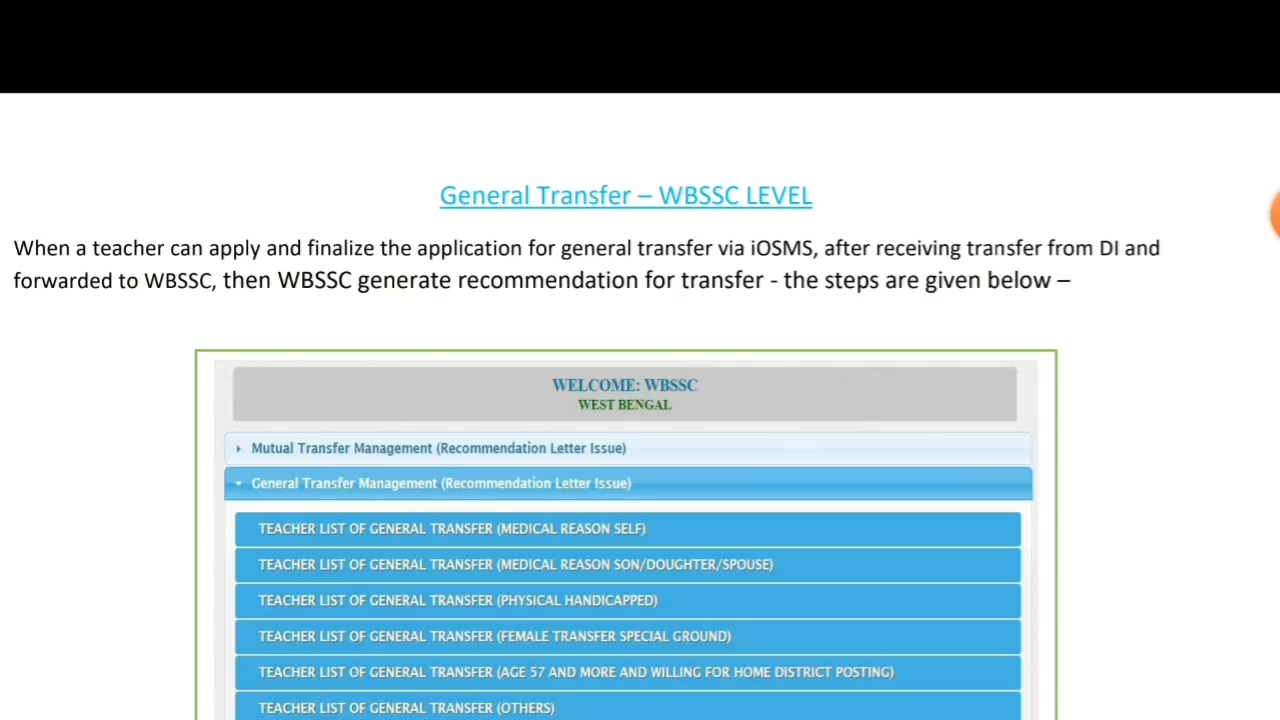 General Transfer – WBSSC LEVEL
When a teacher can apply and finalize the application for general transfer via iOSMS, after receiving transfer from DI and
forwarded to WBSSC, then WBSSC generate recommendation for transfer - the steps are given below –
WELCOME: WBSSC
WEST BENGAL
Mutual Transfer Management (Recommendation Letter Issue)
General Transfer Management (Recommendation Letter Issue)
TEACHER LIST OF GENERAL TRANSFER (MEDICAL REASON SELF)
TEACHER LIST OF GENERAL TRANSFER (MEDICAL REASON SON/DOUGHTER/SPOUSE)
TEACHER LIST OF GENERAL TRANSFER (PHYSICAL HANDICAPPED)
TEACHER LIST OF GENERAL TRANSFER (FEMALE TRANSFER SPECIAL GROUND)
TEACHER LIST OF GENERAL TRANSFER (AGE 57 AND MORE AND WILLING FOR HOME DISTRICT POSTING)
TEACHER LIST OF GENERAL TRANSFER (OTHERS)